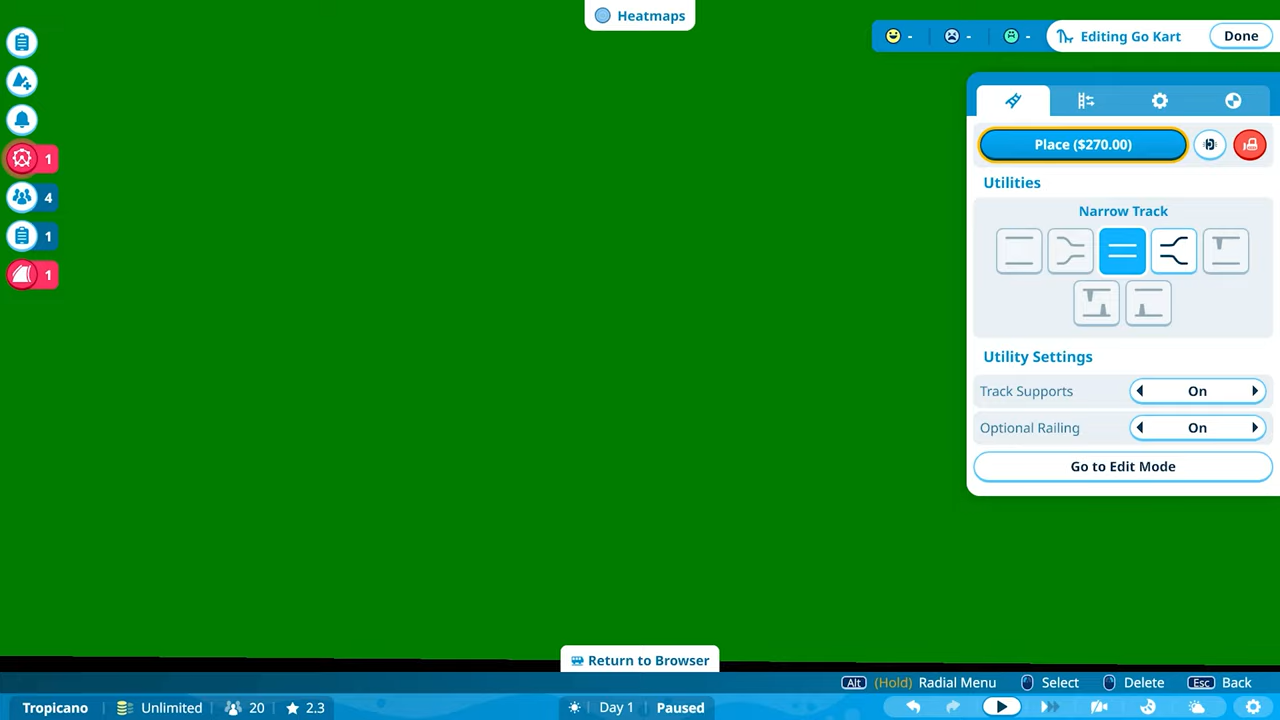 Heatmaps
- - -
Editing Go Kart
Done
1
4
1
1
Place ($270.00)
Utilities
Narrow Track
Utility Settings
Track Supports On
Optional Railing On
Go to Edit Mode
Return to Browser
Alt (Hold) Radial Menu Select Delete Esc Back
Tropicano Unlimited 20 2.3 Day 1 Paused